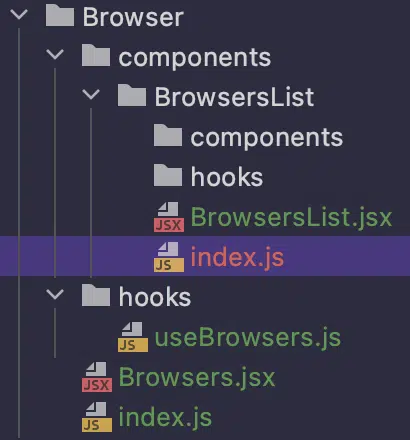 Browser
components
BrowsersList
components
hooks
JSX BrowsersList.jsx
JS index.js
hooks
JS useBrowsers.js
JSX Browsers.jsx
JS index.js